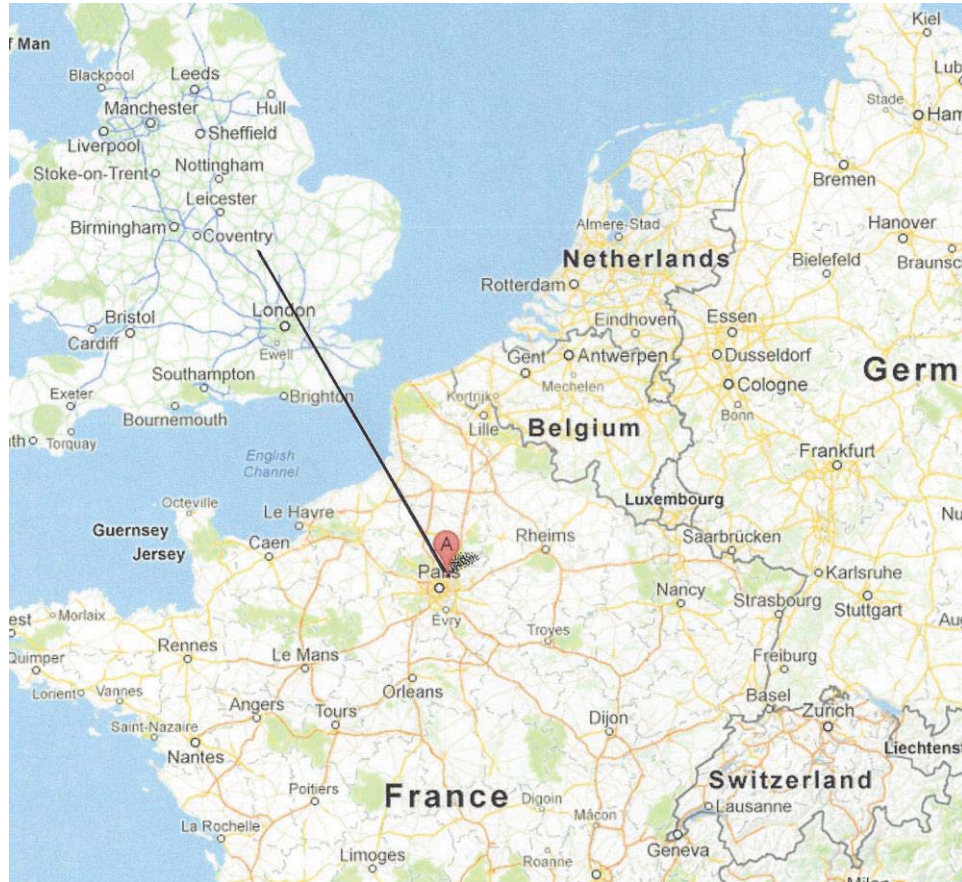 f Man
Kiel
Blackpool
Leeds
Lub
Hull
Stade
Ham
Manchester
Sheffield
Liverpool
Nottingham
Stoke-on-Trent
Bremen
Leicester
Almere-Stad
Hanover
Birmingham
Coventry
Netherlands
Bielefeld
Braunsc
Rotterdam
London
Bristol
Essen
Eindhoven
Cardiff
Ewell
Gent
Antwerpen
Dusseldorf
Germ
Southampton
Mechelen
Cologne
Exeter
Brighton
Kortrijk
Bonn
Bournemouth
Lille
Belgium
th
Torquay
English
Channel
Frankfurt
Octeville
Luxembourg
Le Havre
Nu
Guernsey
Jersey
Caen
Rheims
Saarbrücken
A
Paris
Karlsruhe
Nancy
Strasbourg
Stuttgart
Morlaix
Evry
est
Troyes
Aug
Rennes
Le Mans
Freiburg
Quimper
Orleans
Lorient
Vannes
Basel
Angers
Tours
Zurich
Saint-Nazaire
Dijon
Nantes
Liechtenst
Switzerland
Poitiers
France
Digoin
Lausanne
Mâcon
La Rochelle
Geneva
Limoges
Roanne
Milan